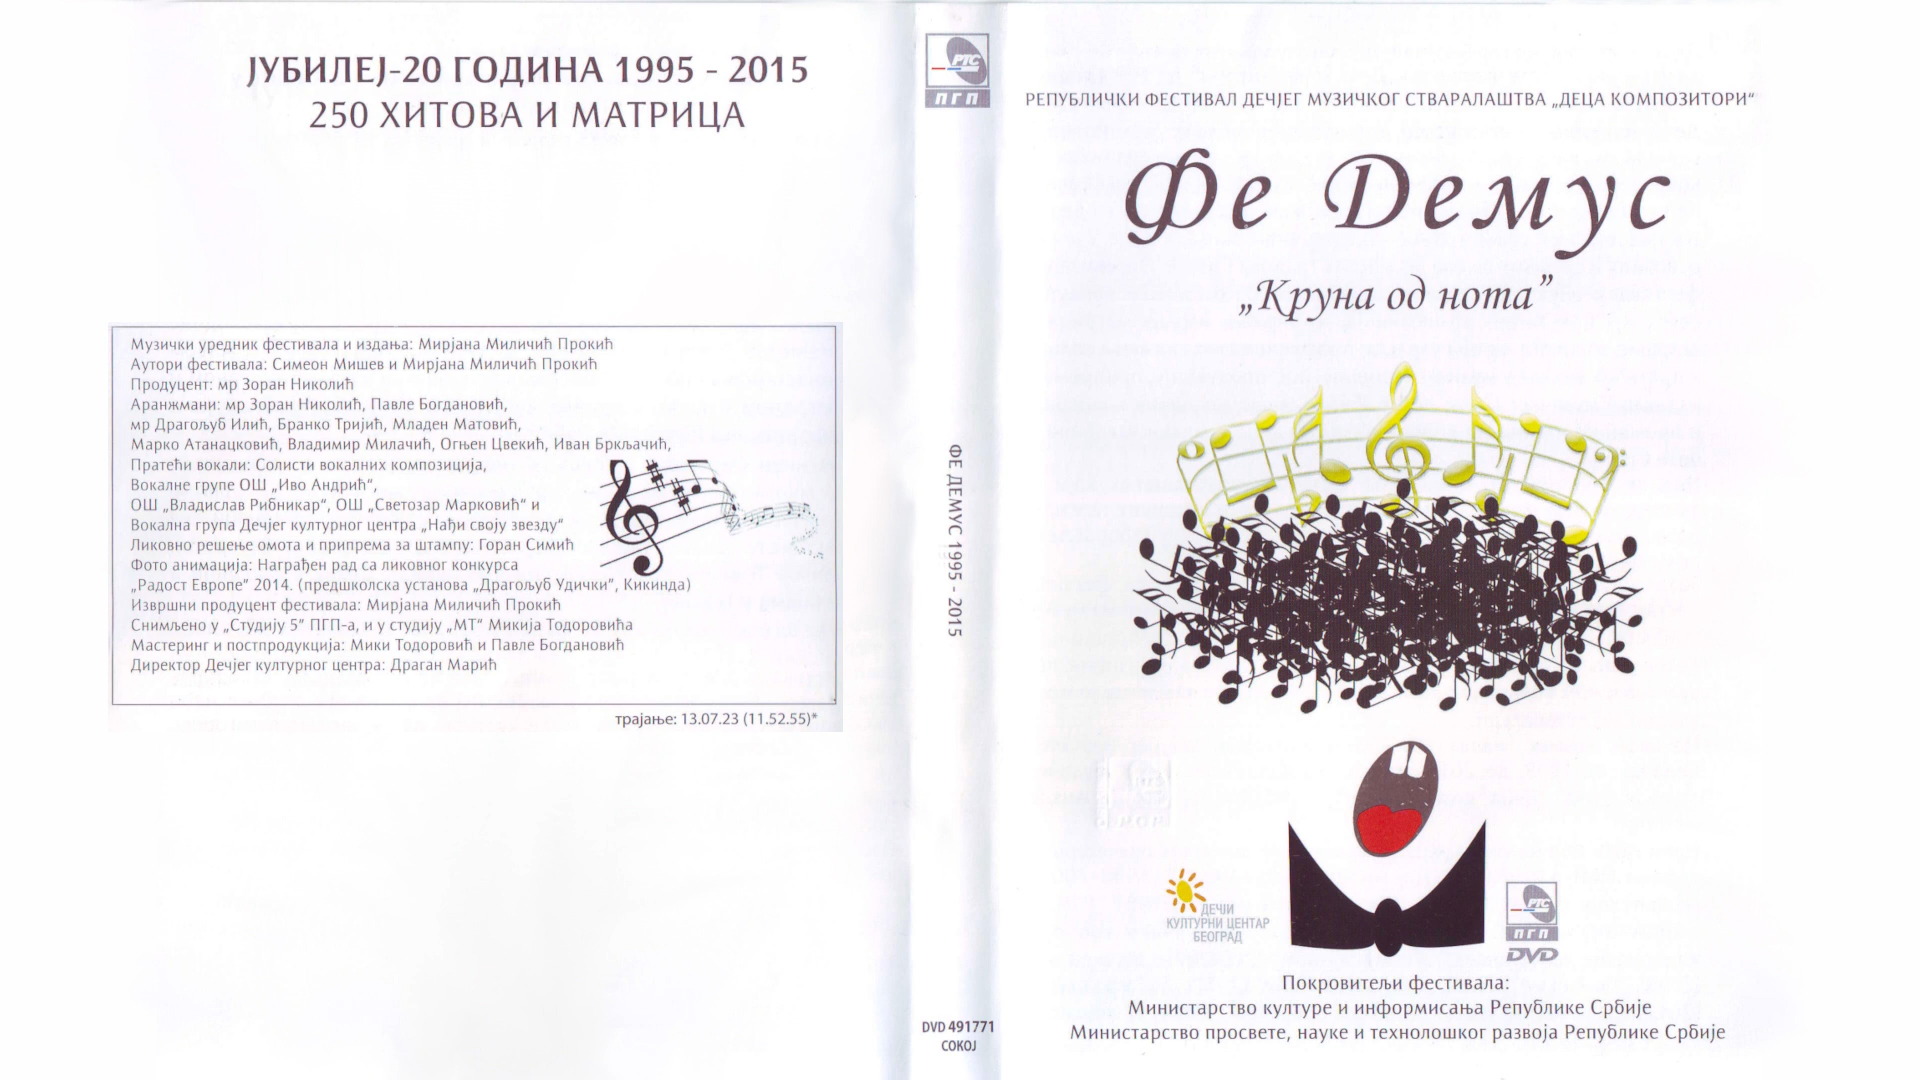 ЈУБИЛЕЈ-20 ГОДИНА 1995 - 2015
250 ХИТОВА И МАТРИЦА
Музички уредник фестивала и издања: Мирјана Миличић Прокић
Аутори фестивала: Симеон Мишев и Мирјана Миличић Прокић
Продуцент: мр Зоран Николић
Аранжмани: мр Зоран Николић, Павле Богдановић,
мр Драгољуб Илић, Бранко Тријић, Младен Матовић,
Марко Атанацковић, Владимир Милачић, Огњен Цвекић, Иван Бркљачић,
Пратећи вокали: Солисти вокалних композиција,
Вокалне групе ОШ „Иво Андрић“,
ОШ „Владислав Рибникар“, ОШ „Светозар Марковић“ и
Вокална група Дечјег културног центра „Нађи своју звезду“
Ликовно решење омота и припрема за штампу: Горан Симић
Фото анимација: Награђен рад са ликовног конкурса
„Радост Европе” 2014. (предшколска установа „Драгољуб Удички”, Кикинда)
Извршни продуцент фестивала: Мирјана Миличић Прокић
Снимљено у „Студију 5” ПГП-а, и у студију „МТ“ Микија Тодоровића
Мастеринг и постпродукција: Мики Тодоровић и Павле Богдановић
Директор Дечјег културног центра: Драган Марић
трајање: 13.07.23 (11.52.55)*
РТС
ПГП
ФЕ ДЕМУС 1995 - 2015
DVD 491771
СОКОЈ
РЕПУБЛИЧКИ ФЕСТИВАЛ ДЕЧЈЕГ МУЗИЧКОГ СТВАРАЛАШТВА „ДЕЦА КОМПОЗИТОРИ“
Фе Демус
„Круна од нота”
ДЕЧЈИ
КУЛТУРНИ ЦЕНТАР
БЕОГРАД
РТС
ПГП
DVD
Покровитељи фестивала:
Министарство културе и информисања Републике Србије
Министарство просвете, науке и технолошког развоја Републике Србије